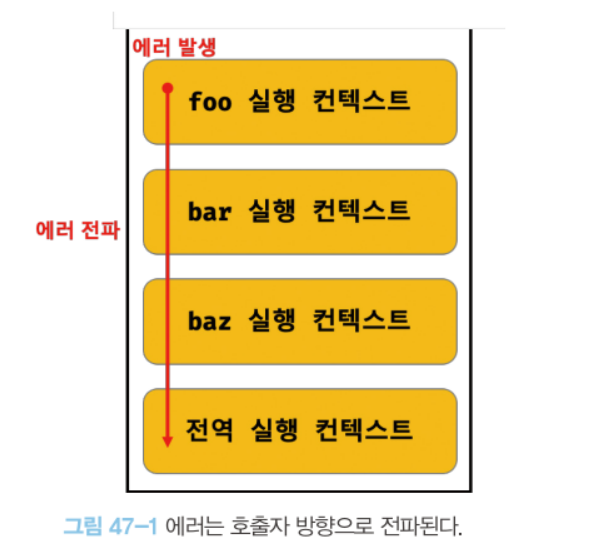 에러 발생
foo 실행 컨텍스트
bar 실행 컨텍스트
에러 전파
baz 실행 컨텍스트
전역 실행 컨텍스트
그림 47-1 에러는 호출자 방향으로 전파된다.